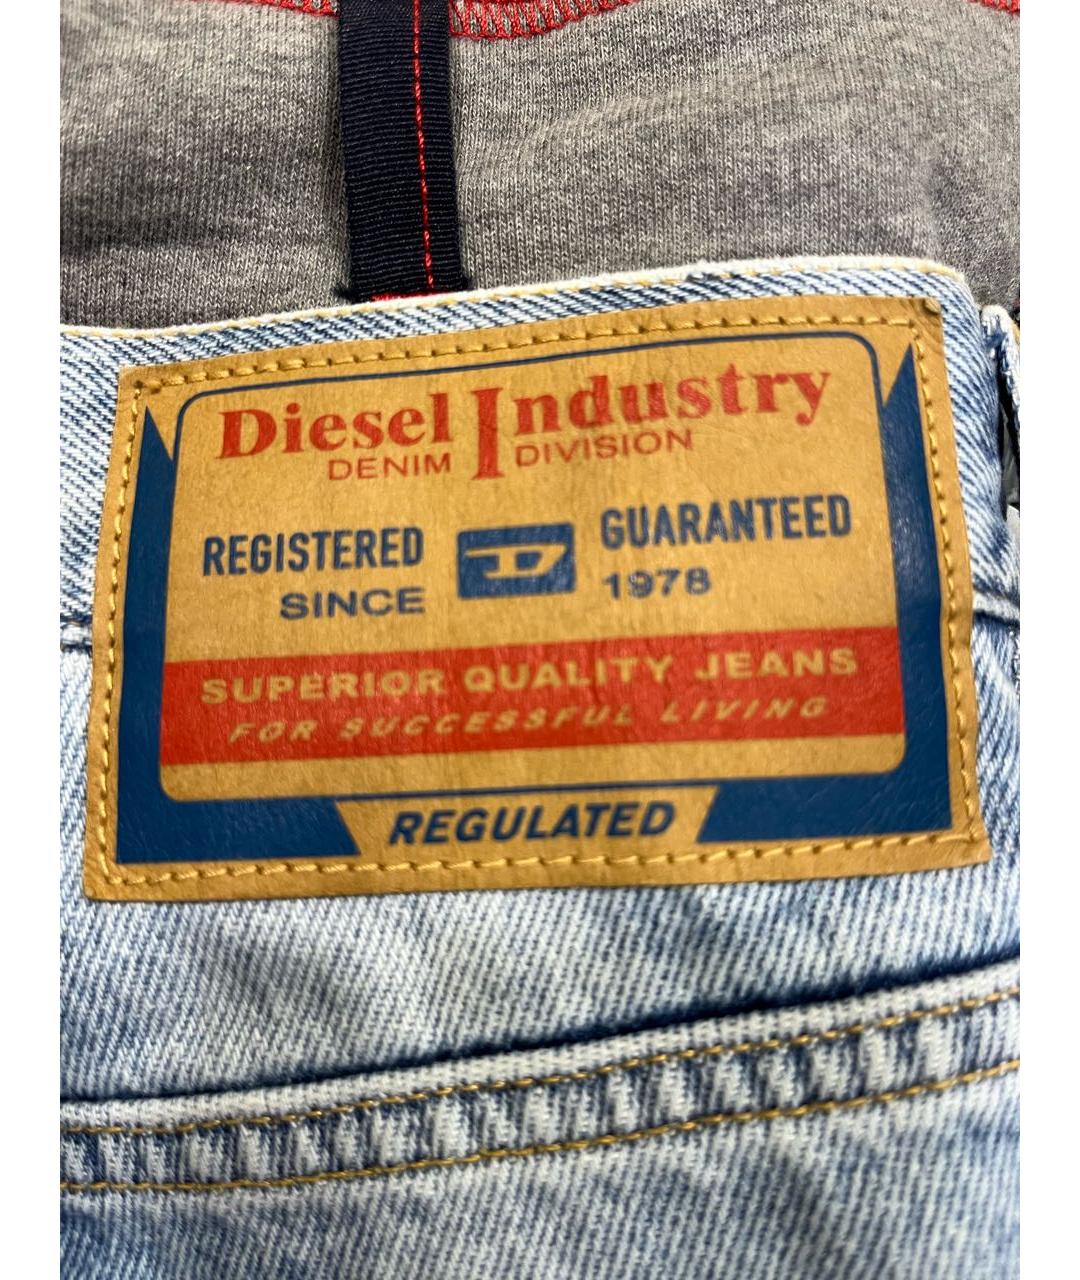 Diesel Industry
DENIM DIVISION
REGISTERED D GUARANTEED
SINCE 1978
SUPERIOR QUALITY JEANS
FOR SUCCESSFUL LIVING
REGULATED